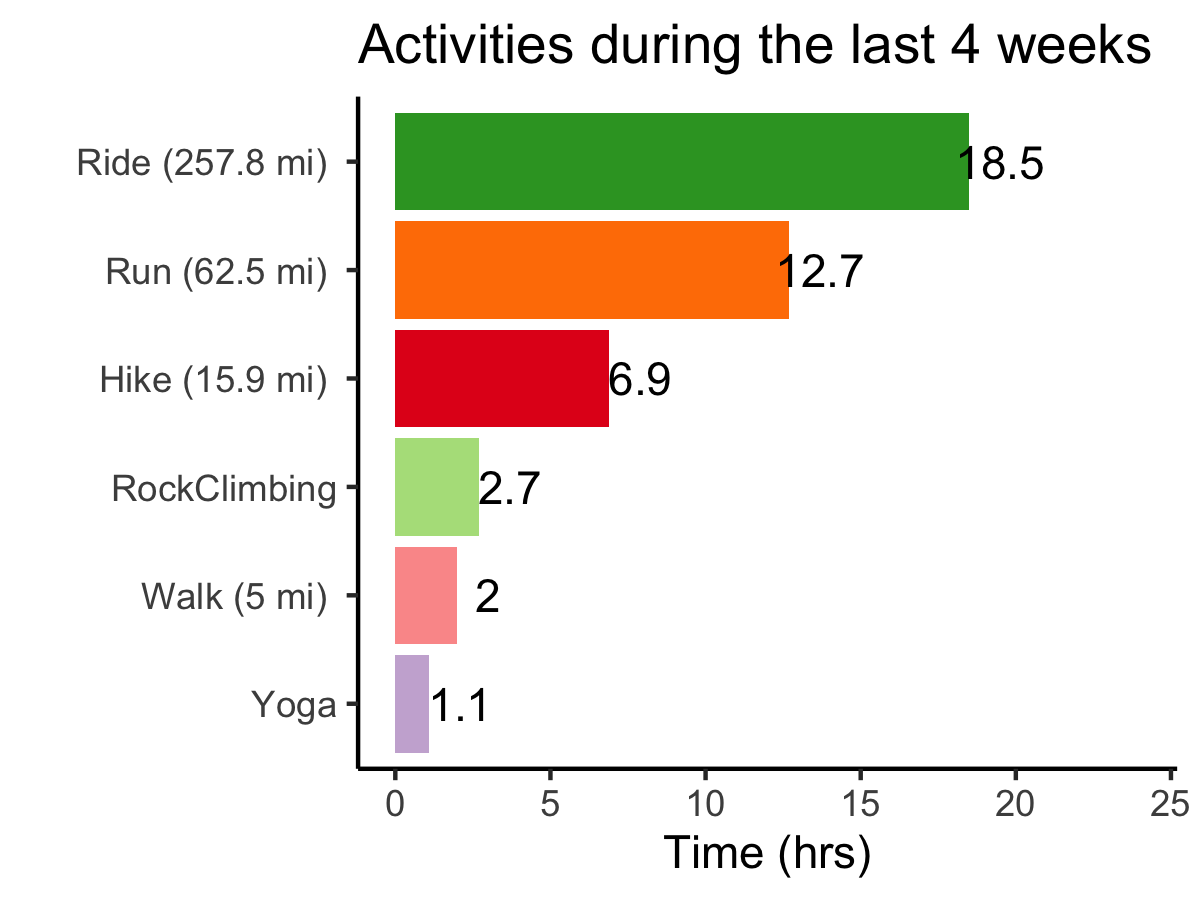 Activities during the last 4 weeks
Ride (257.8 mi) 18.5
Run (62.5 mi) 12.7
Hike (15.9 mi) 6.9
RockClimbing 2.7
Walk (5 mi) 2
Yoga 1.1
0 5 10 15 20 25
Time (hrs)